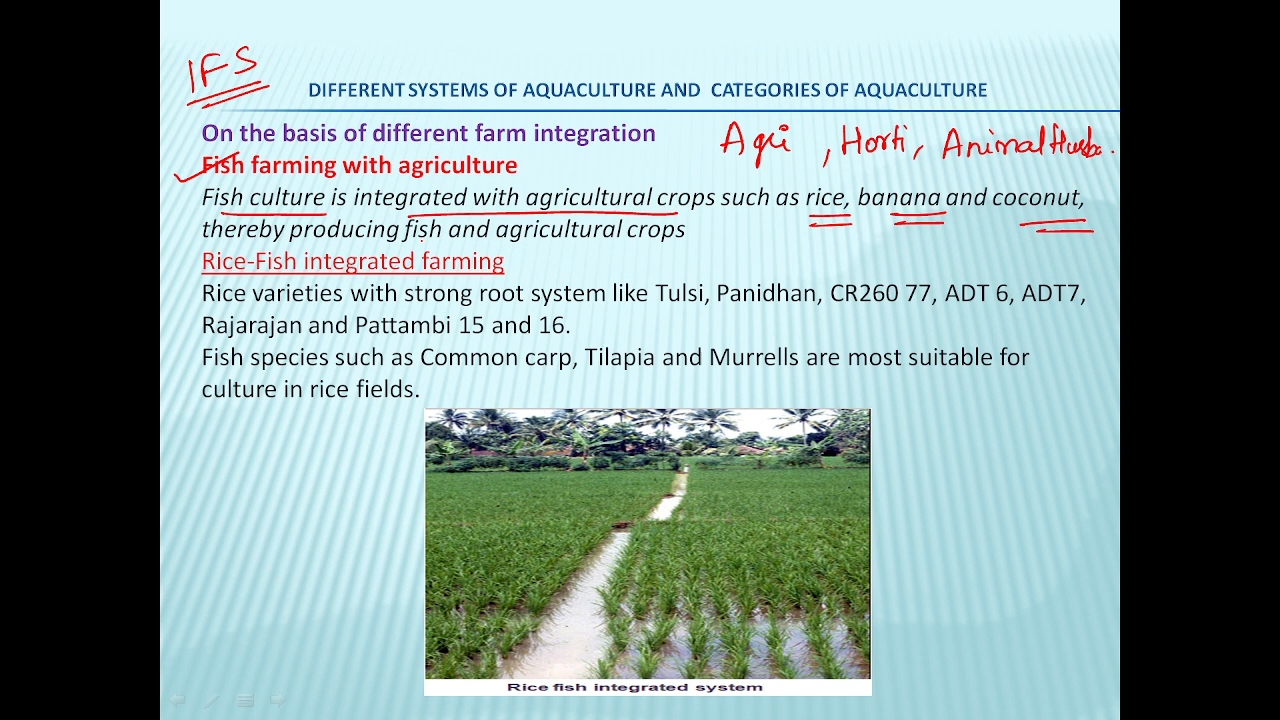 IFS
DIFFERENT SYSTEMS OF AQUACULTURE AND CATEGORIES OF AQUACULTURE
On the basis of different farm integration
Agri, Horti, Animal Husb.
Fish farming with agriculture
Fish culture is integrated with agricultural crops such as rice, banana and coconut,
thereby producing fish and agricultural crops
Rice-Fish integrated farming
Rice varieties with strong root system like Tulsi, Panidhan, CR260 77, ADT 6, ADT7,
Rajarajan and Pattambi 15 and 16.
Fish species such as Common carp, Tilapia and Murrells are most suitable for
culture in rice fields.
Rice fish integrated system